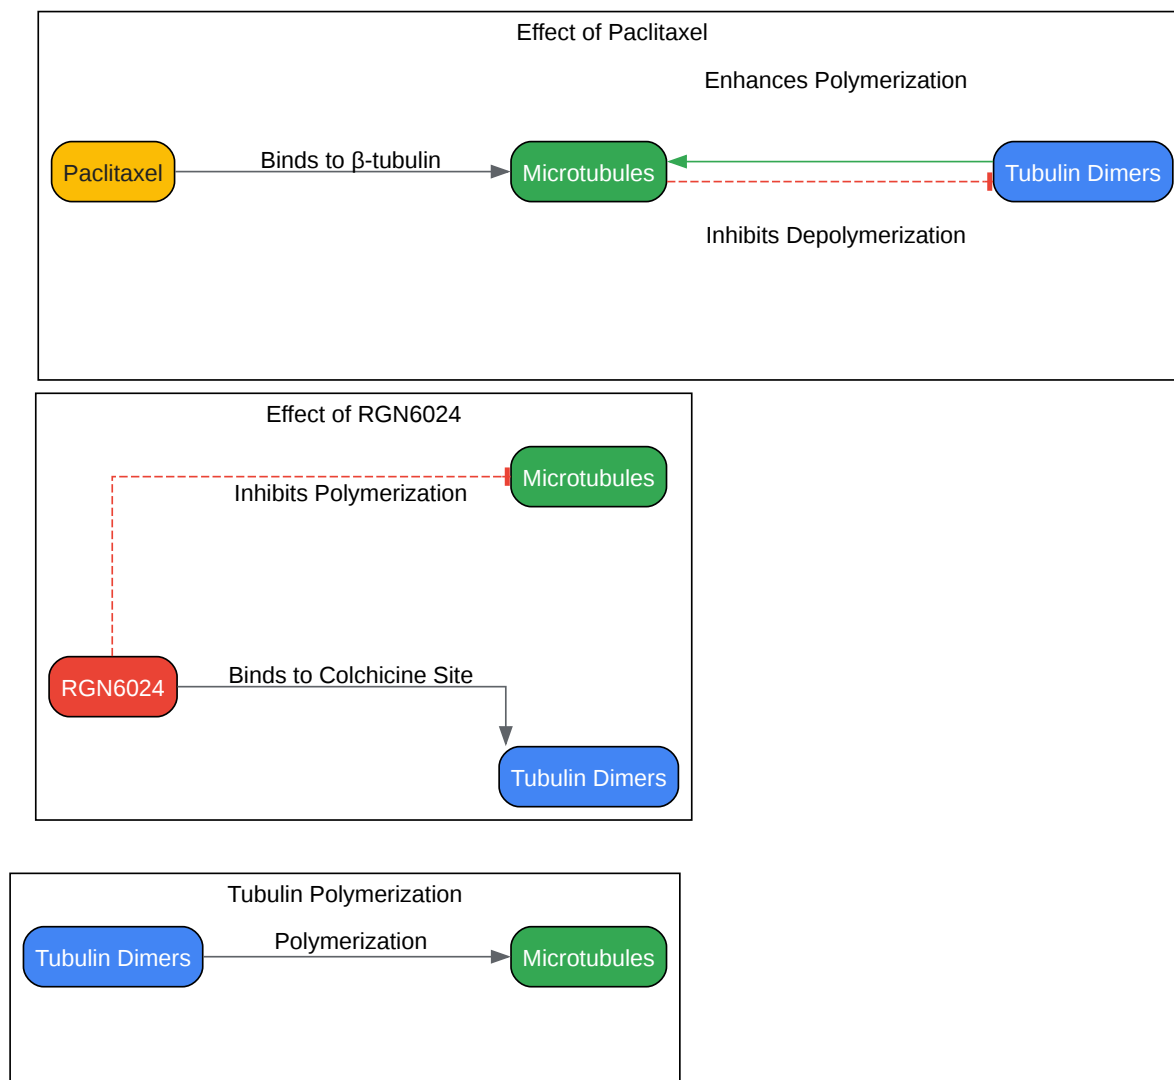 Effect of Paclitaxel
Enhances Polymerization
Paclitaxel
Binds to β-tubulin
Microtubules
Tubulin Dimers
Inhibits Depolymerization
Effect of RGN6024
Microtubules
Inhibits Polymerization
RGN6024
Binds to Colchicine Site
Tubulin Dimers
Tubulin Polymerization
Tubulin Dimers
Polymerization
Microtubules